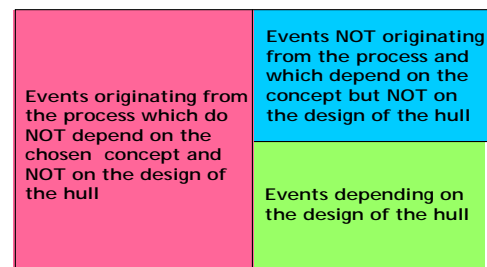 Events originating from
the process which do
NOT depend on the
chosen concept and
NOT on the design of
the hull
Events NOT originating
from the process and
which depend on the
concept but NOT on
the design of the hull
Events depending on
the design of the hull